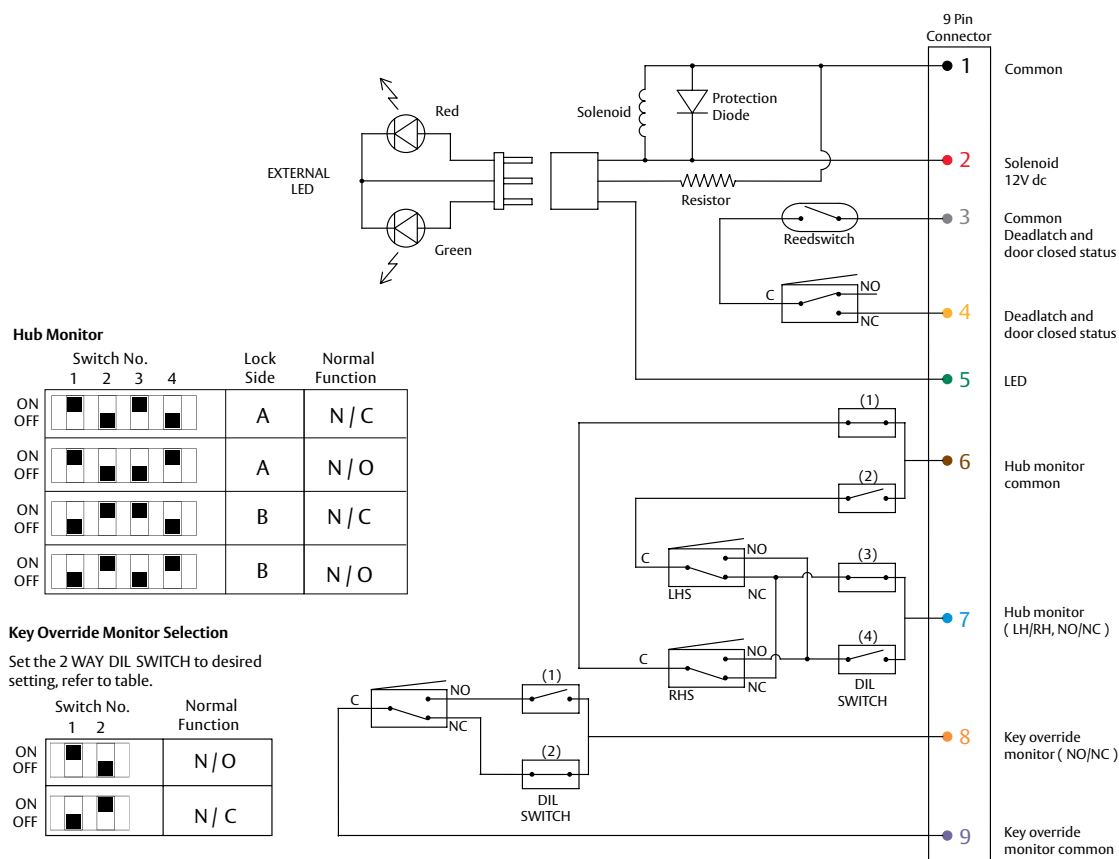 9 Pin
Connector
1 Common
Red
Solenoid
Protection
Diode
EXTERNAL
LED
2 Solenoid
12V dc
Resistor
3 Common
Deadlatch and
door closed status
Reedswitch
Green
C
NO
NC
4 Deadlatch and
door closed status
5 LED
Hub Monitor
Switch No. Lock Normal
1 2 3 4 Side Function
ON
OFF
A N / C
ON
OFF
A N / O
ON
OFF
B N / C
ON
OFF
B N / O
(1)
6 Hub monitor
common
(2)
C
NO
LHS
NC
(3)
7 Hub monitor
( LH/RH, NO/NC )
C
NO
RHS
NC
(4)
DIL
SWITCH
Key Override Monitor Selection
Set the 2 WAY DIL SWITCH to desired
setting, refer to table.
Switch No. Normal
1 2 Function
ON
OFF
N / O
ON
OFF
N / C
C
NO
NC
(1)
(2)
DIL
SWITCH
8 Key override
monitor ( NO/NC )
9 Key override
monitor common